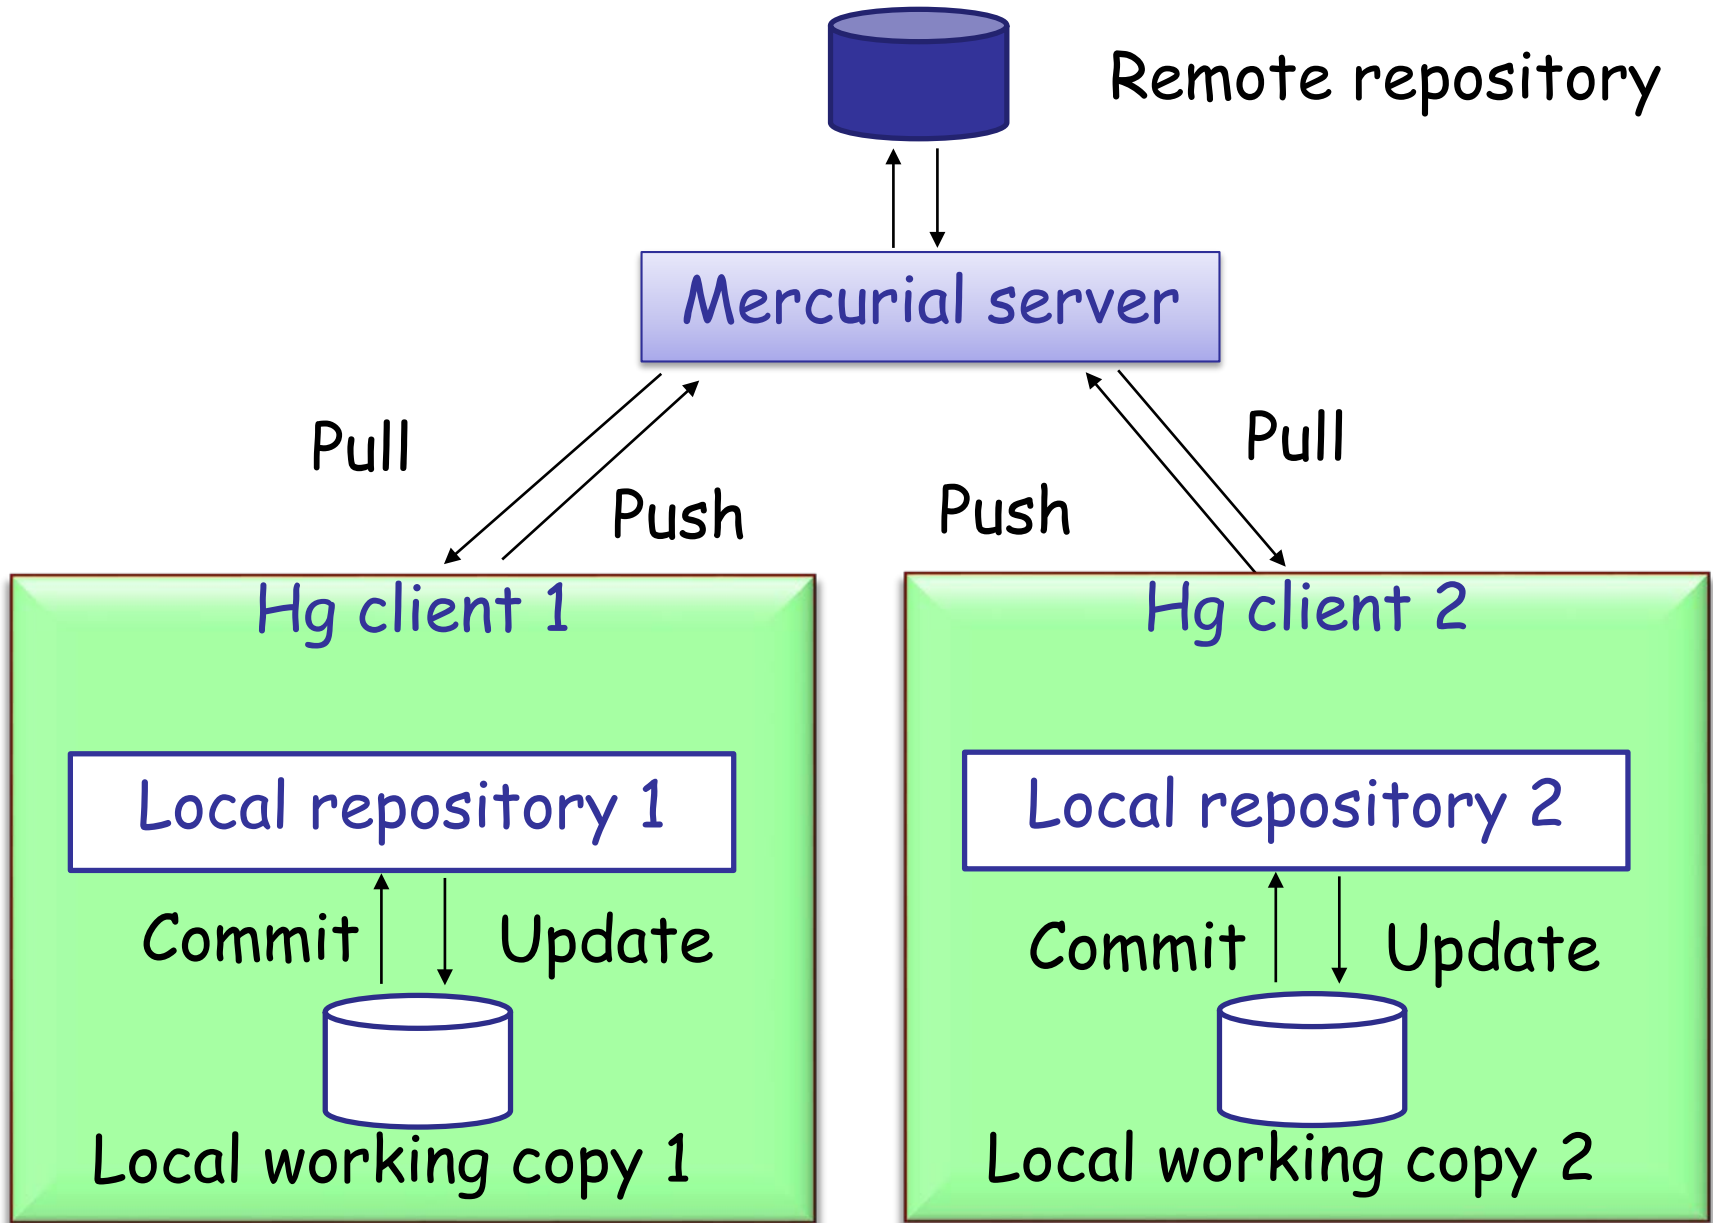 Remote repository
Mercurial server
Pull
Pull
Push
Push
Hg client 1
Hg client 2
Local repository 1
Local repository 2
Commit
Update
Commit
Update
Local working copy 1
Local working copy 2